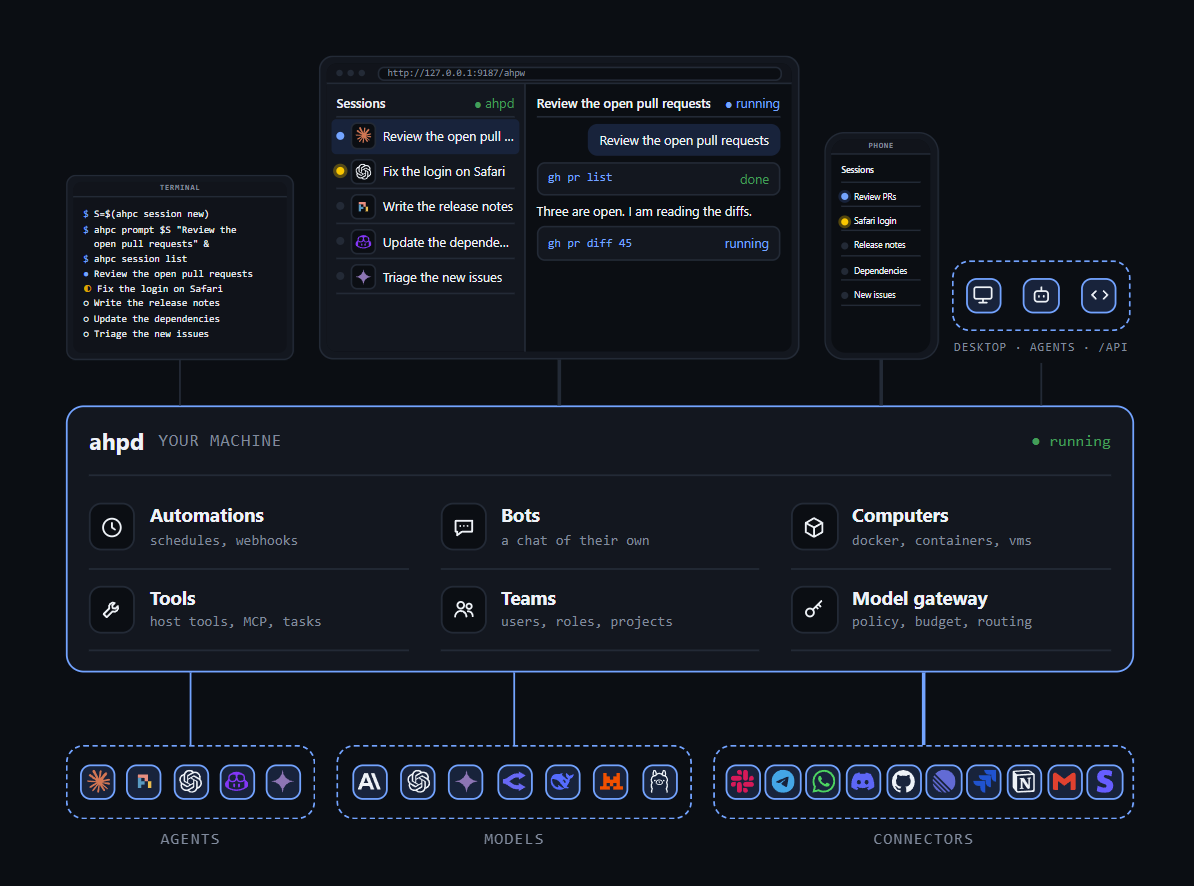 http://127.0.0.1:9187/ahpw
Sessions
● ahpd
Review the open pull ...
Fix the login on Safari
Write the release notes
Update the depende...
Triage the new issues
Review the open pull requests
● running
Review the open pull requests
gh pr list
done
Three are open. I am reading the diffs.
gh pr diff 45
running
TERMINAL
$ S=$(ahpc session new)
$ ahpc prompt $S "Review the
open pull requests" &
$ ahpc session list
● Review the open pull requests
◐ Fix the login on Safari
○ Write the release notes
○ Update the dependencies
○ Triage the new issues
PHONE
Sessions
Review PRs
Safari login
Release notes
Dependencies
New issues
DESKTOP · AGENTS · /API
ahpd YOUR MACHINE
● running
Automations
schedules, webhooks
Bots
a chat of their own
Computers
docker, containers, vms
Tools
host tools, MCP, tasks
Teams
users, roles, projects
Model gateway
policy, budget, routing
AGENTS
MODELS
CONNECTORS